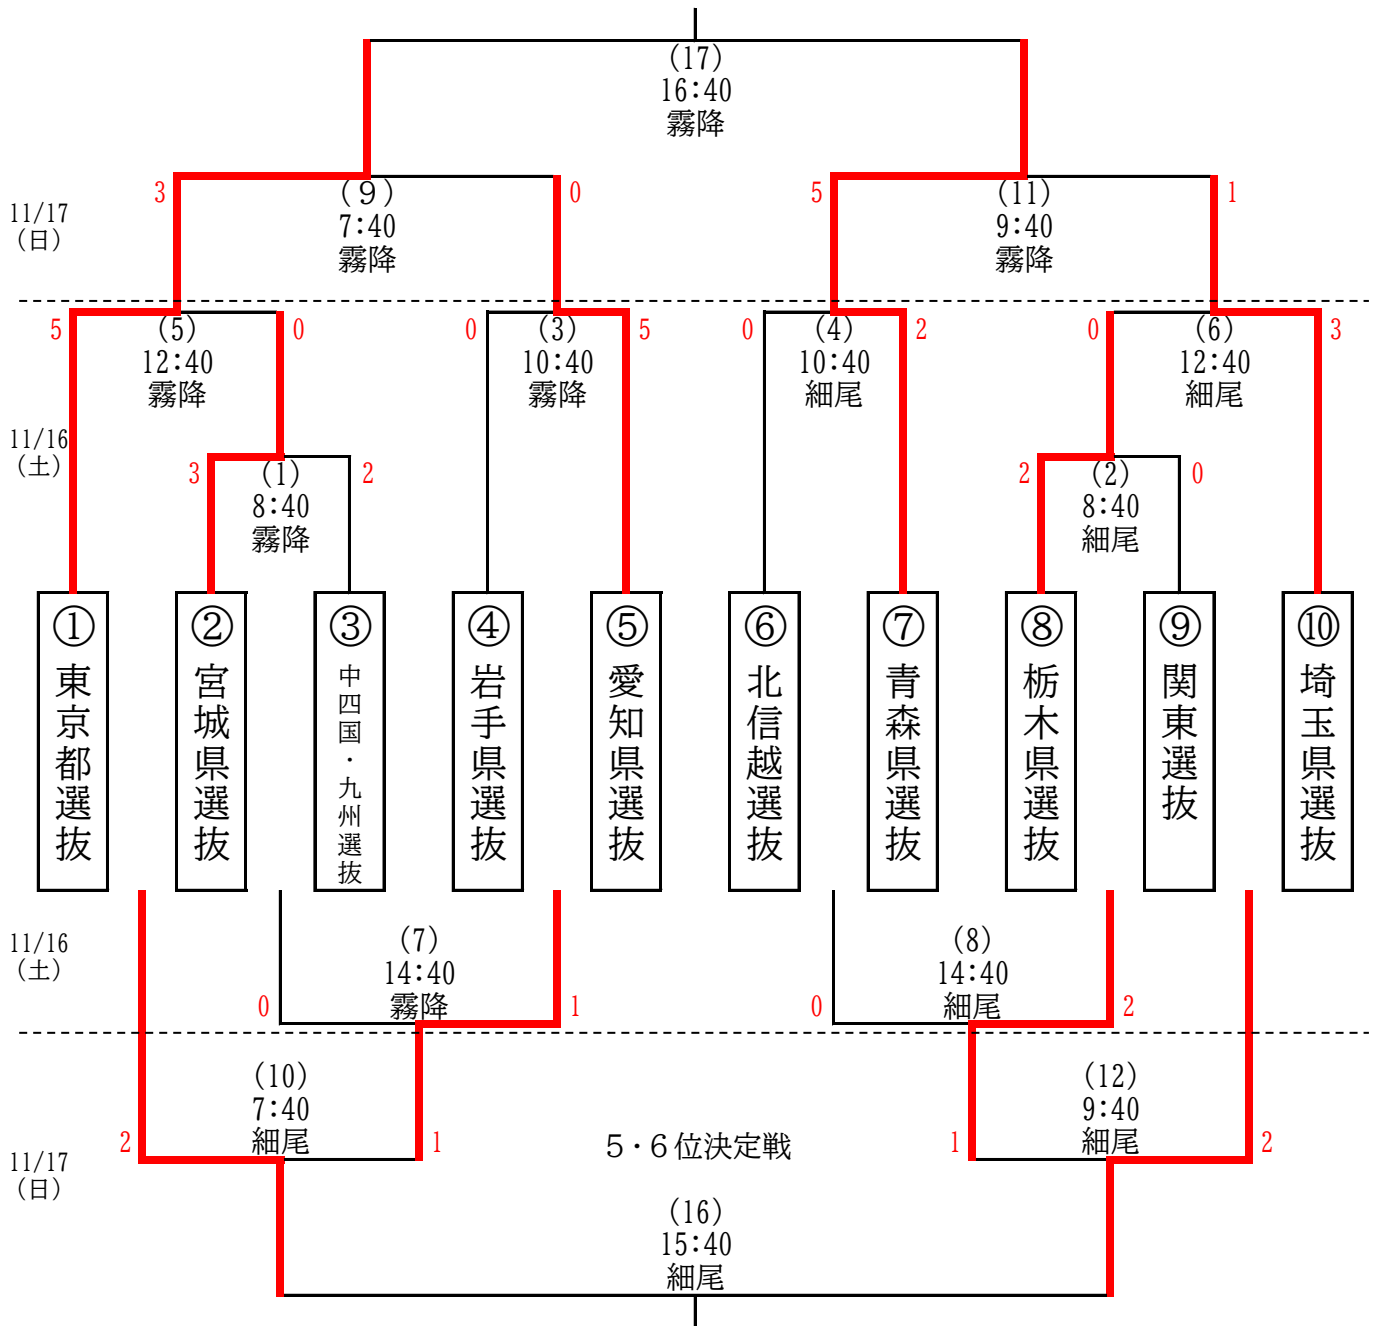 (17)
16:40
霧降
3
(９)
7:40
霧降
0
5
(11)
9:40
霧降
1
11/17
(日)
5
(5)
12:40
霧降
0
0
(3)
10:40
霧降
5
0
(4)
10:40
細尾
2
0
(6)
12:40
細尾
3
11/16
(土)
3
(1)
8:40
霧降
2
2
(2)
8:40
細尾
0
①東京都選抜
②宮城県選抜
③中四国・九州選抜
④岩手県選抜
⑤愛知県選抜
⑥北信越選抜
⑦青森県選抜
⑧栃木県選抜
⑨関東選抜
⑩埼玉県選抜
11/16
(土)
0
(7)
14:40
霧降
1
0
(8)
14:40
細尾
2
11/17
(日)
2
(10)
7:40
細尾
1
５・６位決定戦
1
(12)
9:40
細尾
2
(16)
15:40
細尾